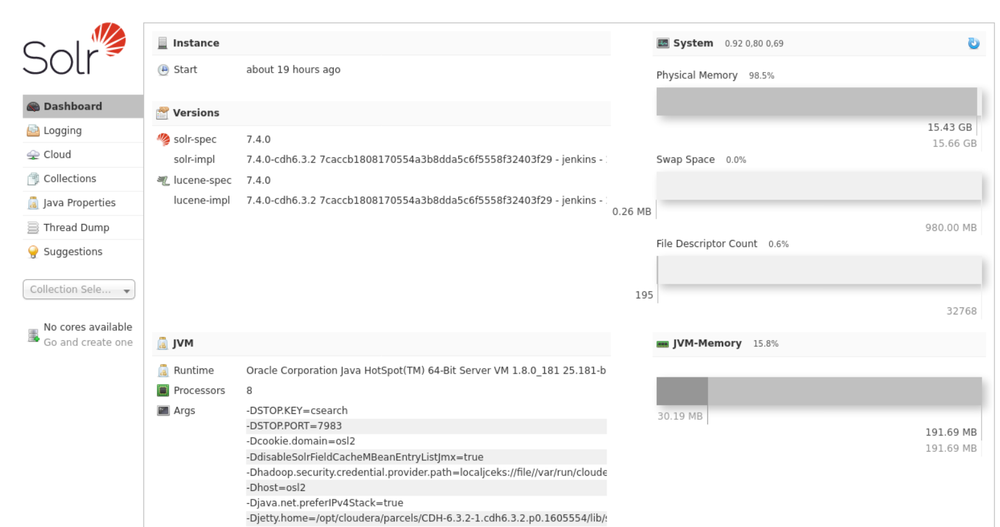 Solr
Dashboard
Logging
Cloud
Collections
Java Properties
Thread Dump
Suggestions
Collection Sele...
No cores available
Go and create one
Instance
Start about 19 hours ago
Versions
solr-spec 7.4.0
solr-impl 7.4.0-cdh6.3.2 7caccb1808170554a3b8dda5c6f5558f32403f29 - jenkins -
lucene-spec 7.4.0
lucene-impl 7.4.0-cdh6.3.2 7caccb1808170554a3b8dda5c6f5558f32403f29 - jenkins -
JVM
Runtime Oracle Corporation Java HotSpot(TM) 64-Bit Server VM 1.8.0_181 25.181-b
Processors 8
Args -DSTOP.KEY=csearch
-DSTOP.PORT=7983
-Dcookie.domain=osl2
-DdisableSolrFieldCacheMBeanEntryListJmx=true
-Dhadoop.security.credential.provider.path=localjceks://file//var/run/cloude
-Dhost=osl2
-Djava.net.preferIPv4Stack=true
-Djetty.home=/opt/cloudera/parcels/CDH-6.3.2-1.cdh6.3.2.p0.1605554/lib/s
System 0.92 0,80 0,69
Physical Memory 98.5%
15.43 GB
15.66 GB
Swap Space 0.0%
0.26 MB
980.00 MB
File Descriptor Count 0.6%
195
32768
JVM-Memory 15.8%
30.19 MB
191.69 MB
191.69 MB